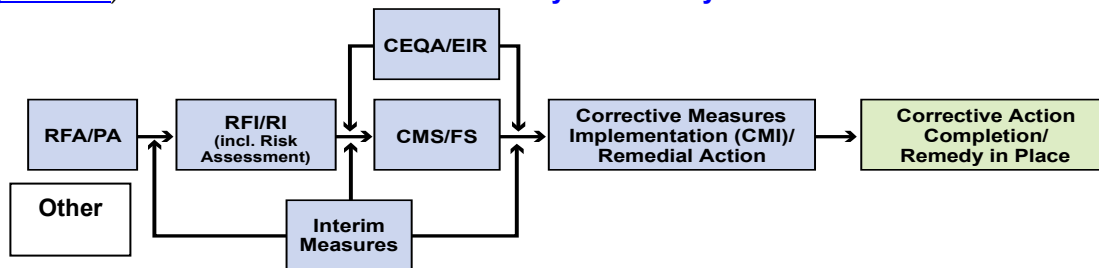 CEQA/EIR
RFA/PA
RFI/RI
(incl. Risk
Assessment)
CMS/FS
Corrective Measures
Implementation (CMI)/
Remedial Action
Corrective Action
Completion/
Remedy in Place
Other
Interim
Measures